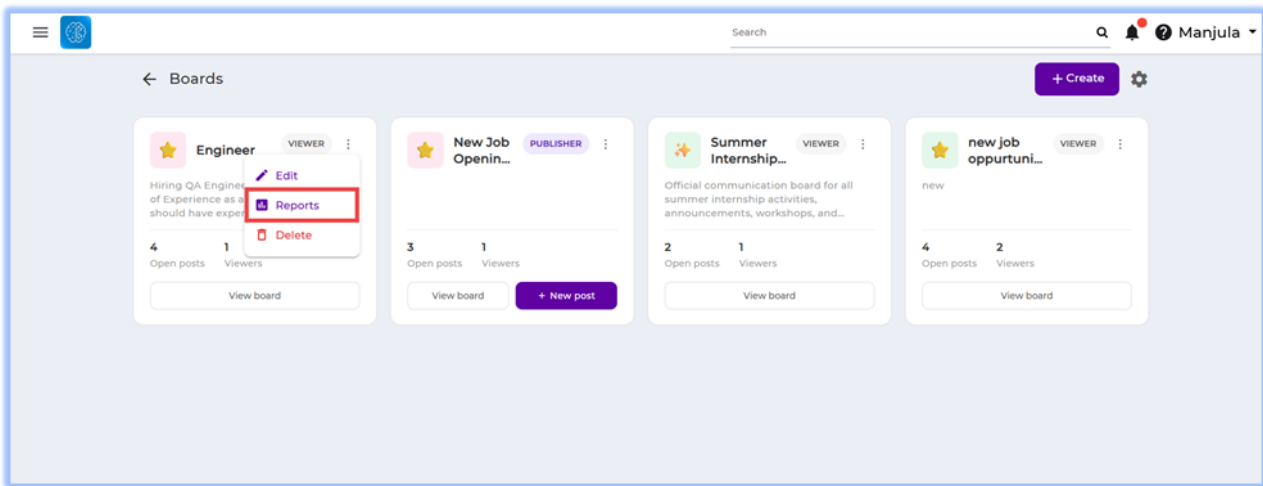 Search
Manjula
Boards
+ Create
Engineer
VIEWER
Edit
Reports
Delete
Hiring QA Engineer
of Experience as a
should have exper
4 1
Open posts Viewers
View board
New Job
Openin...
PUBLISHER
3 1
Open posts Viewers
View board
+ New post
Summer
Internship...
VIEWER
Official communication board for all
summer internship activities,
announcements, workshops, and...
2 1
Open posts Viewers
View board
new job
oppurtuni...
VIEWER
new
4 2
Open posts Viewers
View board